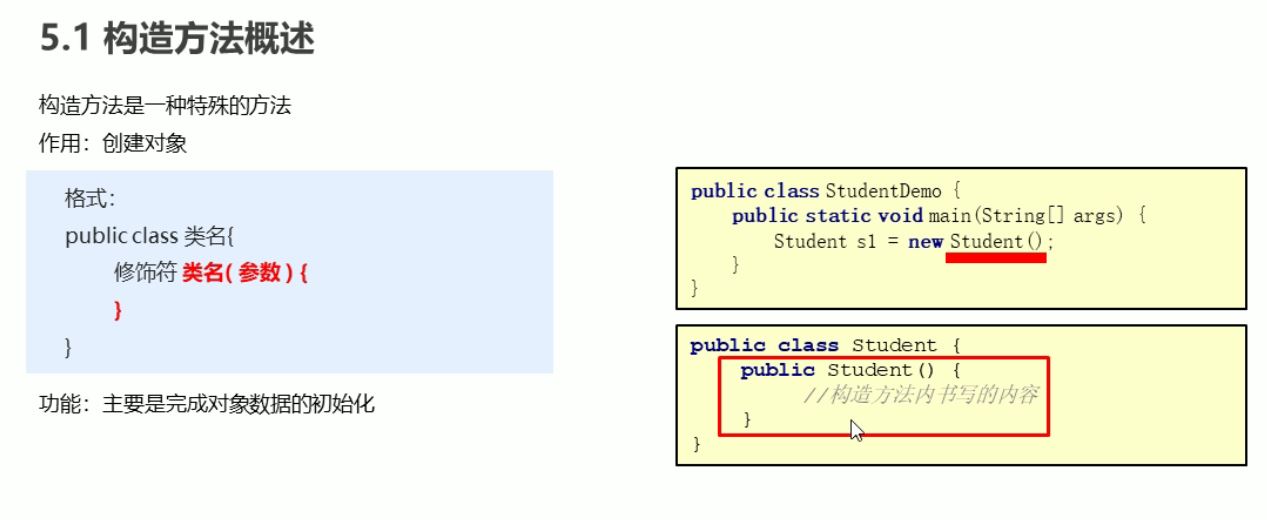 5.1 构造方法概述
构造方法是一种特殊的方法
作用：创建对象
格式：
public class 类名{
修饰符 类名( 参数 ) {
}
}
功能：主要是完成对象数据的初始化
public class StudentDemo {
public static void main(String[] args) {
Student s1 = new Student();
}
}
public class Student {
public Student() {
//构造方法内书写的内容
}
}